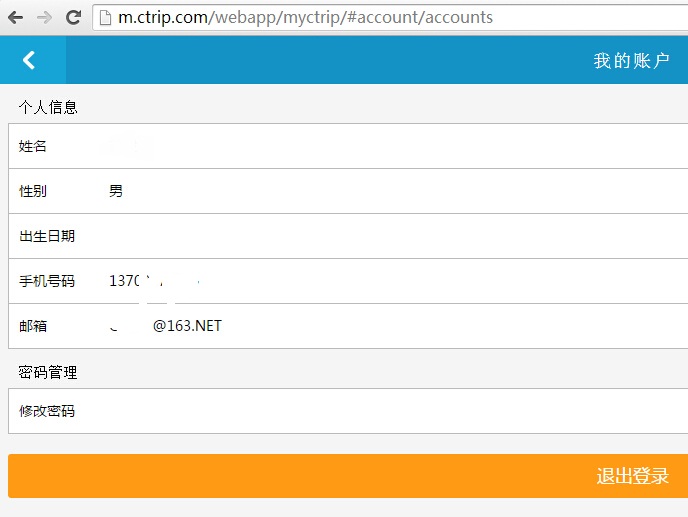 m.ctrip.com/webapp/myctrip/#account/accounts
我的账户
个人信息
姓名
性别 男
出生日期
手机号码 1370
邮箱 @163.NET
密码管理
修改密码
退出登录